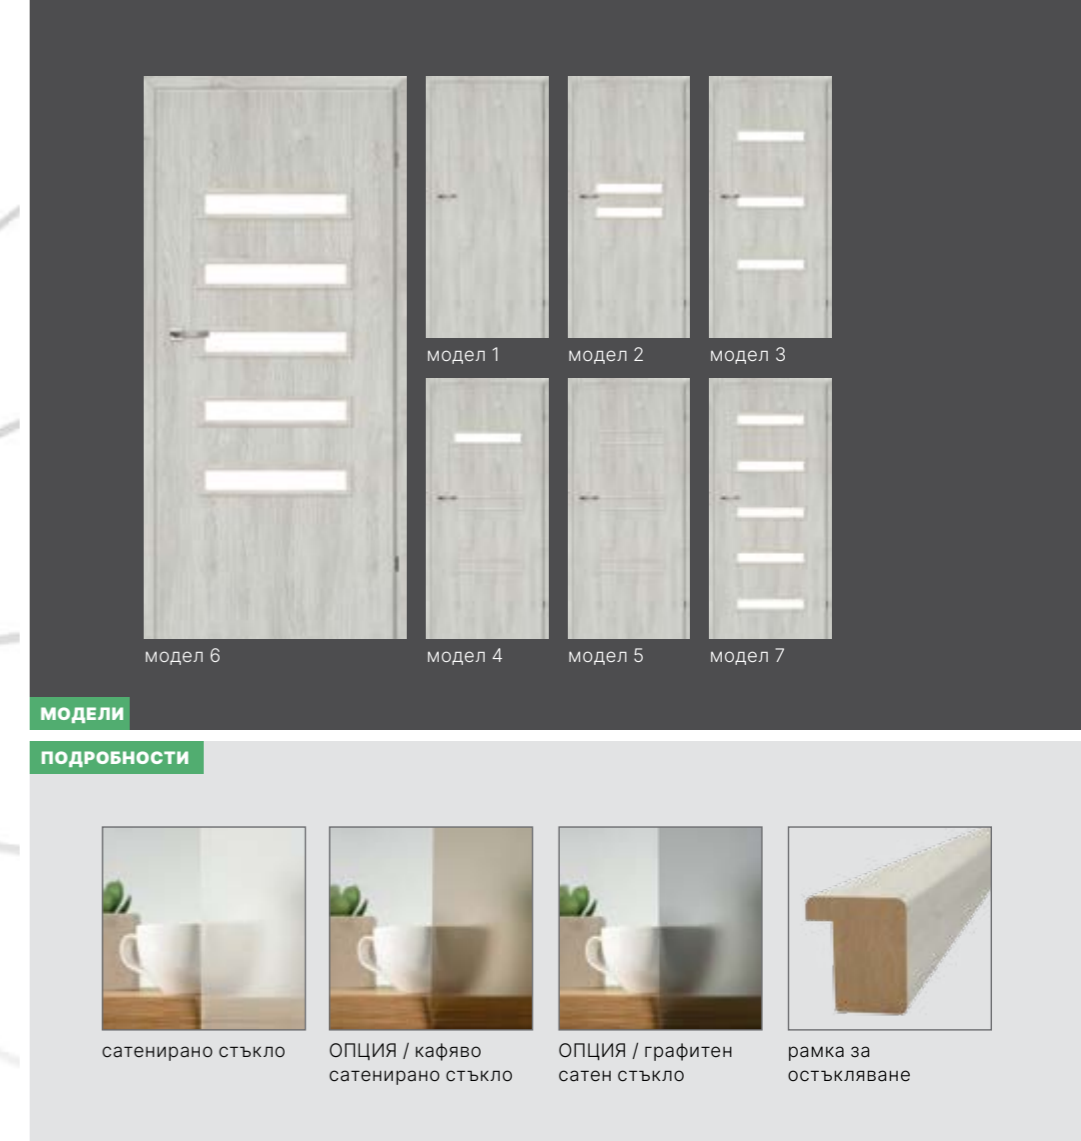 модел 1
модел 2
модел 3
модел 6
модел 4
модел 5
модел 7
МОДЕЛИ
ПОДРОБНОСТИ
сатенирано стъкло
ОПЦИЯ / кафяво
сатенирано стъкло
ОПЦИЯ / графитен
сатен стъкло
рамка за
остъкляване